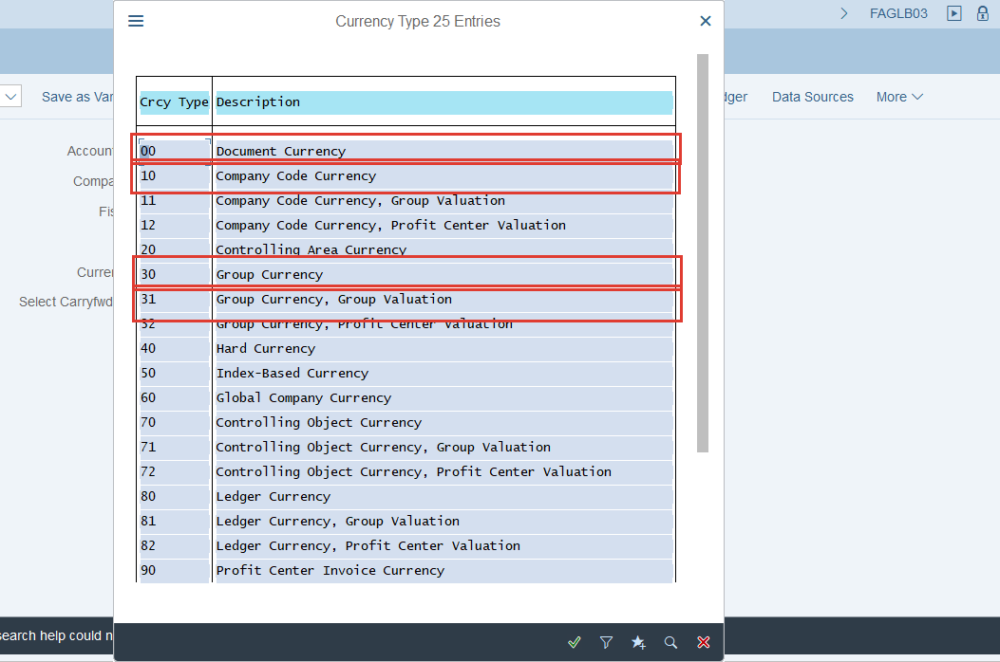 Currency Type 25 Entries
FAGLB03
Save as Var
dger
Data Sources
More
Accoun
Compa
Fis
Curre
Select Carryfwd
Crcy Type Description
00 Document Currency
10 Company Code Currency
11 Company Code Currency, Group Valuation
12 Company Code Currency, Profit Center Valuation
20 Controlling Area Currency
30 Group Currency
31 Group Currency, Group Valuation
32 Group Currency, Profit Center Valuation
40 Hard Currency
50 Index-Based Currency
60 Global Company Currency
70 Controlling Object Currency
71 Controlling Object Currency, Group Valuation
72 Controlling Object Currency, Profit Center Valuation
80 Ledger Currency
81 Ledger Currency, Group Valuation
82 Ledger Currency, Profit Center Valuation
90 Profit Center Invoice Currency
search help could n